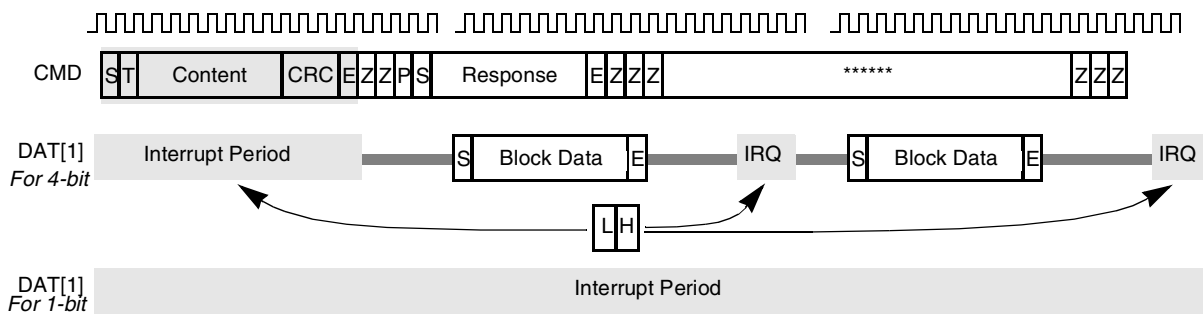 CMD S T Content CRC E Z Z P S Response E Z Z Z ****** Z Z Z
DAT[1] Interrupt Period S Block Data E IRQ S Block Data E IRQ
For 4-bit
L H
DAT[1] Interrupt Period
For 1-bit